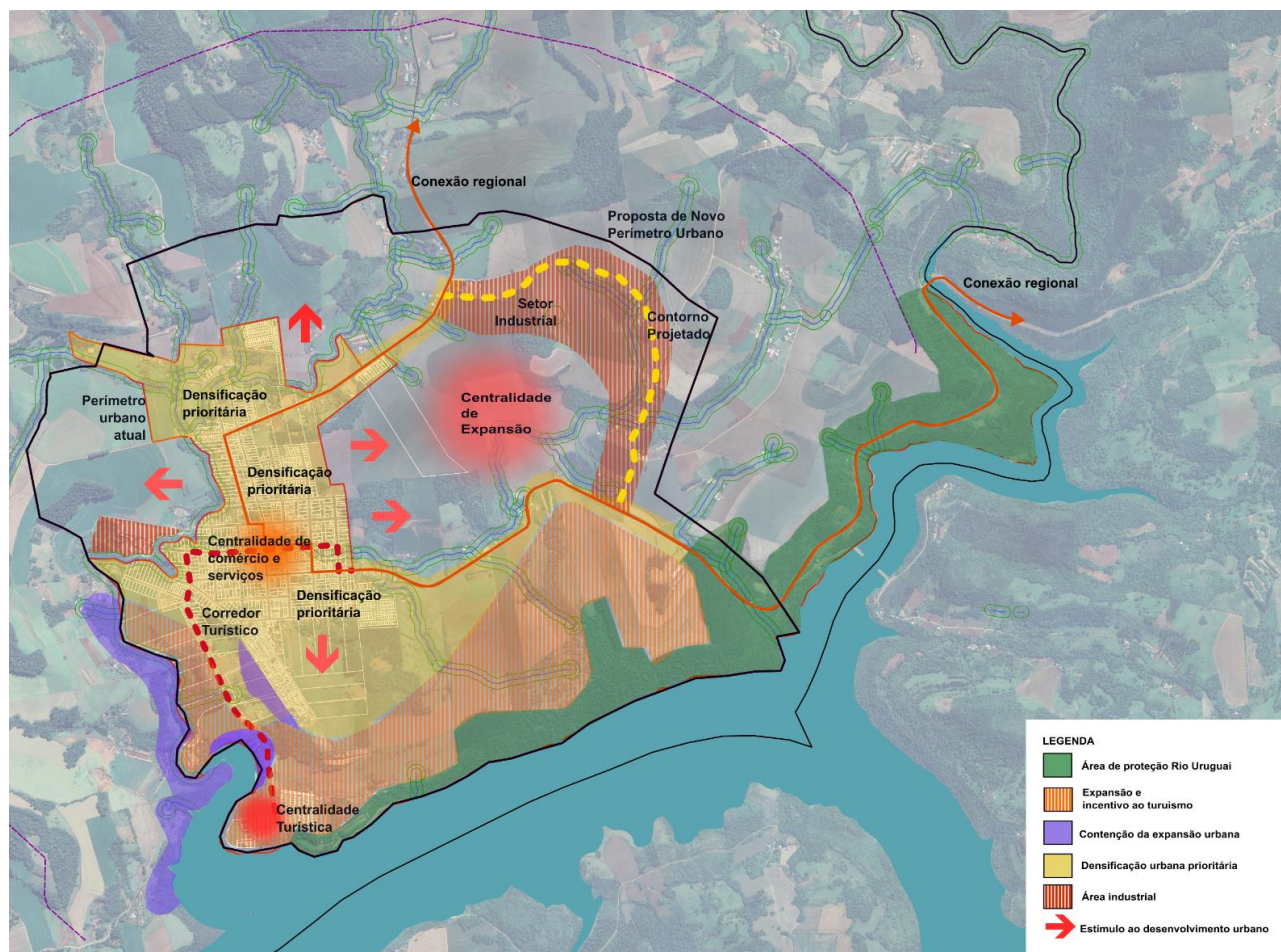 Conexão regional
Proposta de Novo
Perímetro Urbano
Conexão regional
Setor
Industrial
Contorno
Projetado
Perímetro
urbano
atual
Densificação
prioritária
Centralidade
de
Expansão
Densificação
prioritária
Centralidade de
comércio e
serviços
Densificação
prioritária
Corredor
Turístico
Centralidade
Turística
LEGENDA
Área de proteção Rio Uruguai
Expansão e
incentivo ao turuismo
Contenção da expansão urbana
Densificação urbana prioritária
Área industrial
Estímulo ao desenvolvimento urbano